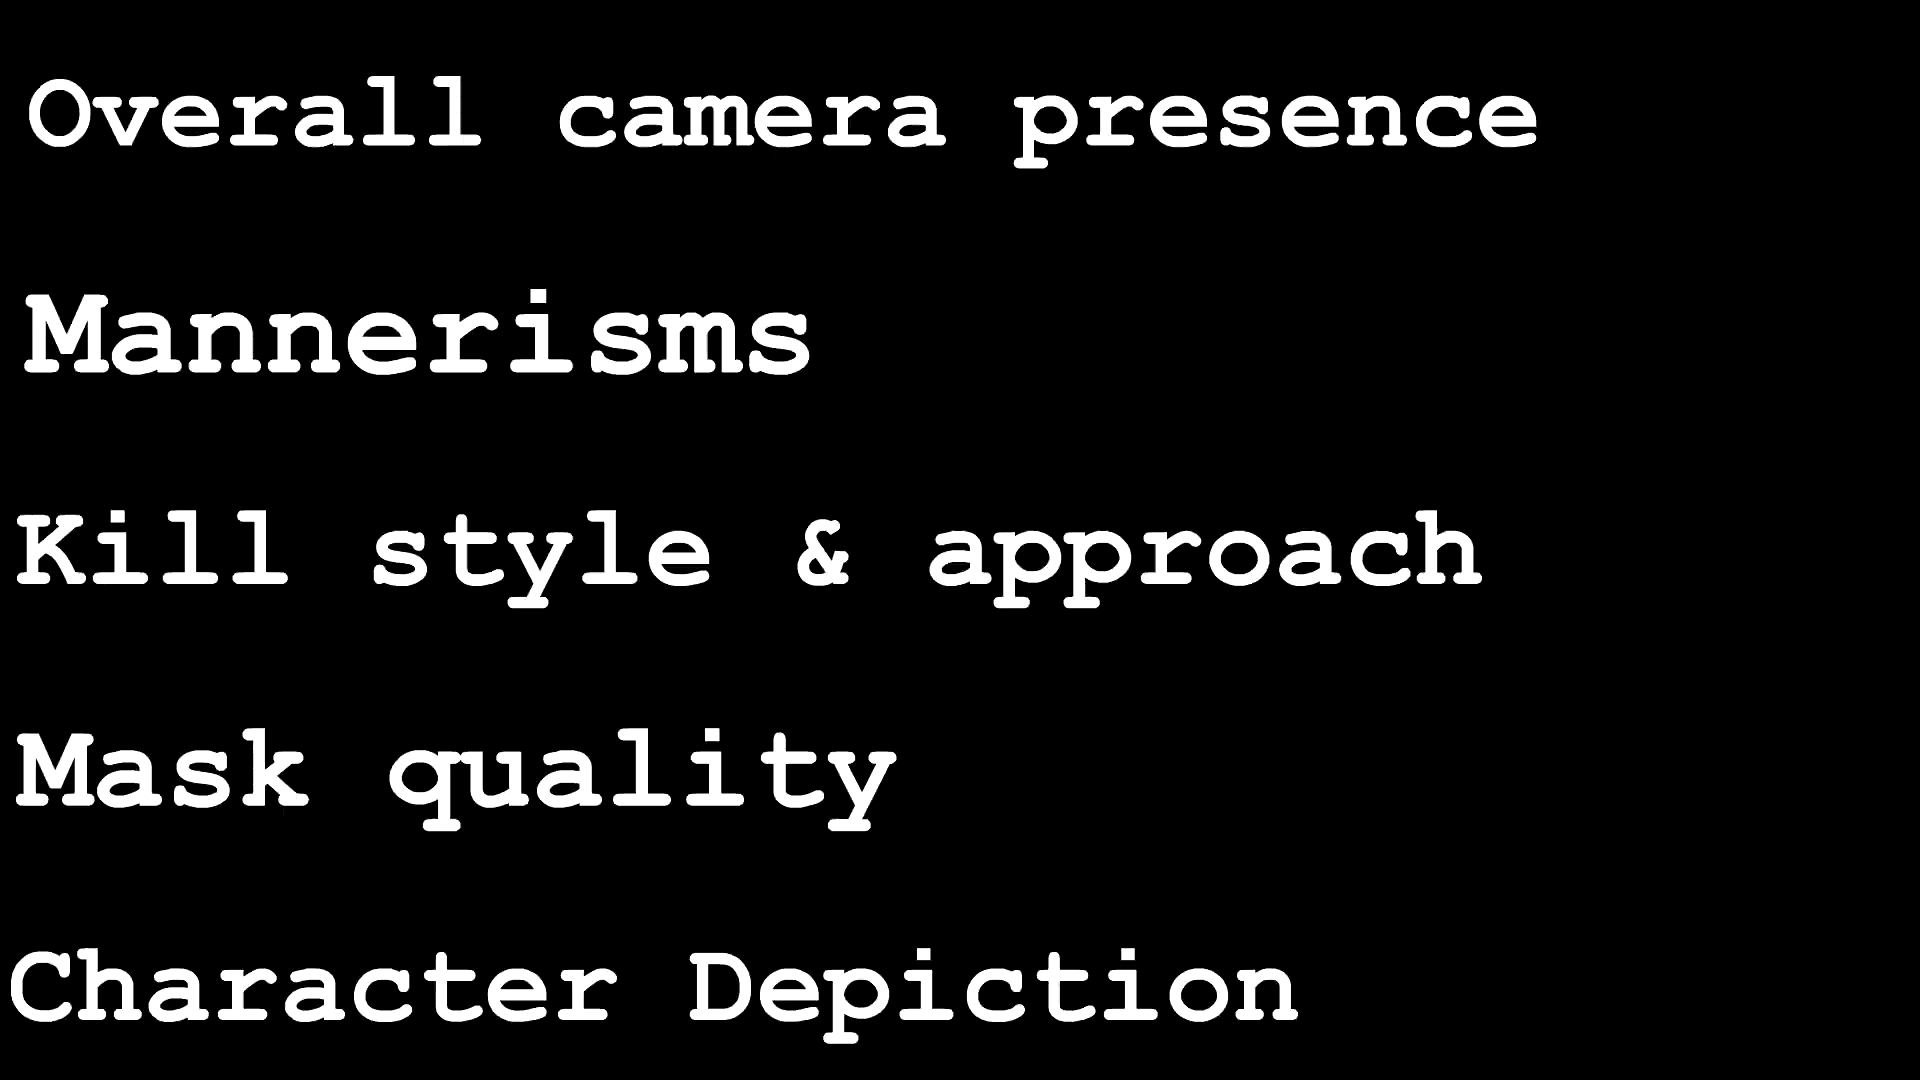 Overall camera presence
Mannerisms
Kill style & approach
Mask quality
Character Depiction